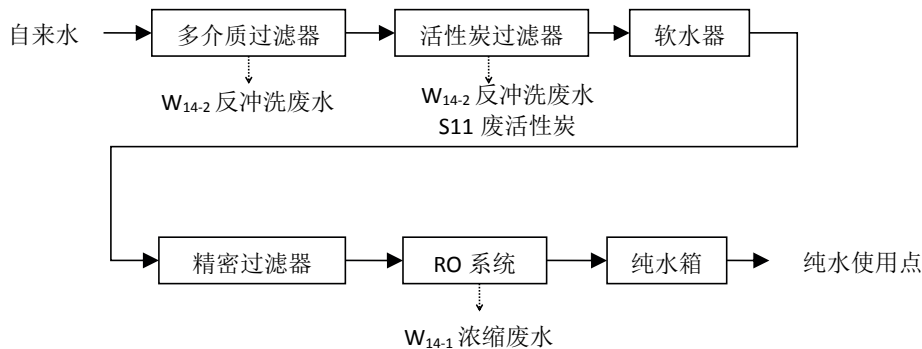 自来水 多介质过滤器 活性炭过滤器 软水器
W14-2 反冲洗废水 W14-2 反冲洗废水
S11 废活性炭
精密过滤器 RO 系统 纯水箱 纯水使用点
W14-1 浓缩废水